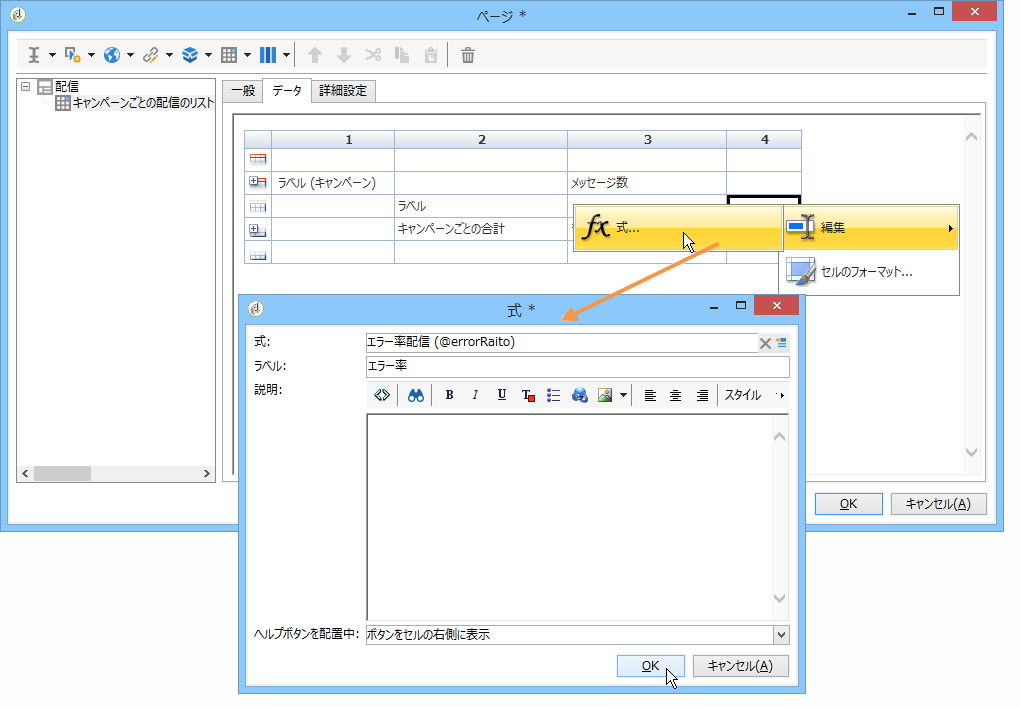 ページ *
配信
キャンペーンごとの配信のリスト
一般
データ
詳細設定
1 2 3 4
ラベル (キャンペーン)
メッセージ数
ラベル
キャンペーンごとの合計
fx 式...
編集
セルのフォーマット...
式 *
式:
エラー率配信 (@errorRaito)
ラベル:
エラー率
説明:
B I U T
スタイル
ヘルプボタンを配置中:
ボタンをセルの右側に表示
OK
キャンセル(A)
OK
キャンセル(A)